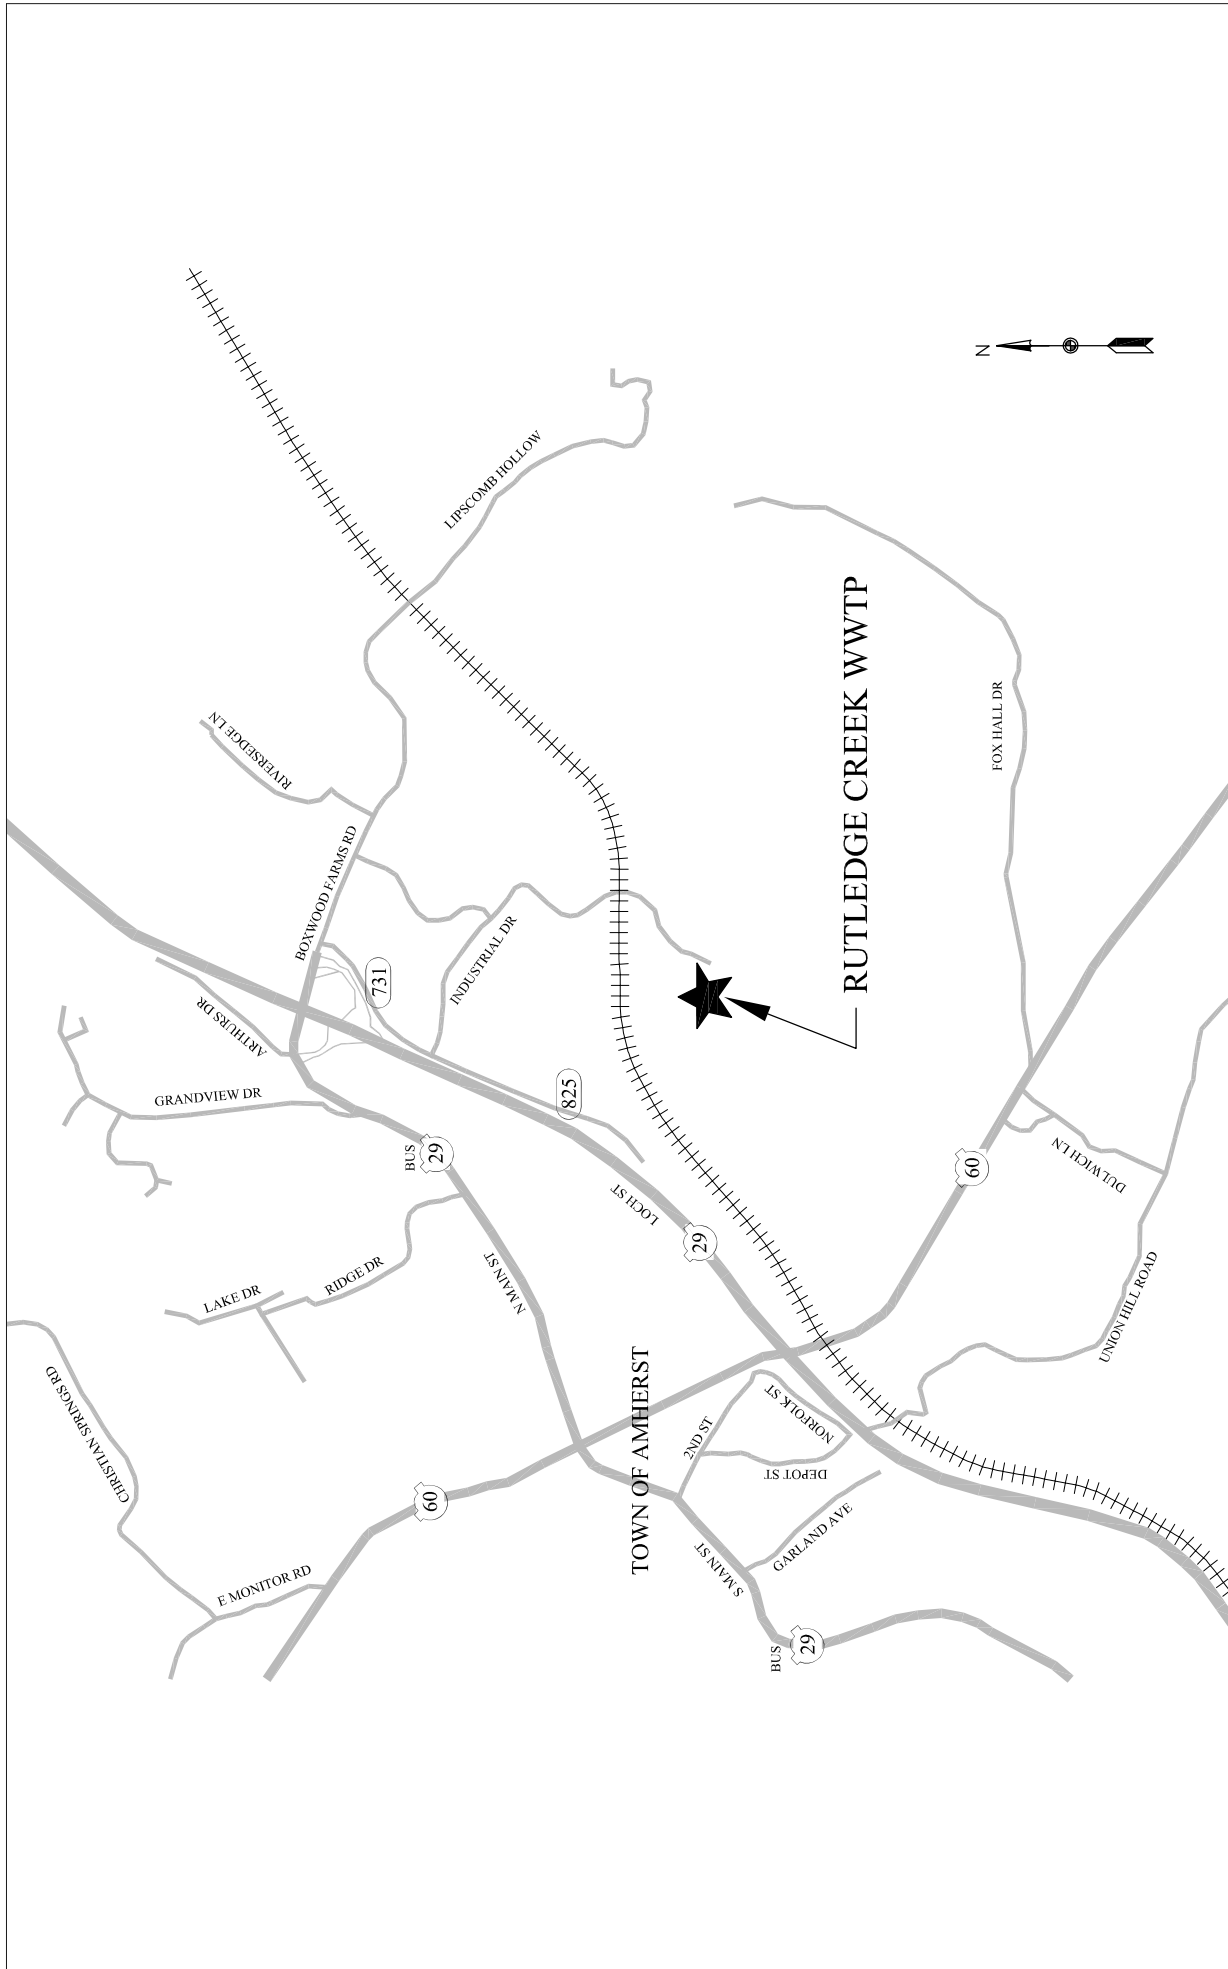 CHRISTIAN SPRINGS RD
E MONITOR RD
60
LAKE DR
RIDGE DR
GRANDVIEW DR
ARTHURS DR
BUS
29
N MAIN ST
BOXWOOD FARMS RD
731
RIVERSEDGE LN
INDUSTRIAL DR
LIPSCOMB HOLLOW
825
LOCH ST
29
TOWN OF AMHERST
2ND ST
NORFOLK ST
DEPOT ST
GARLAND AVE
S MAIN ST
BUS
29
RUTLEDGE CREEK WWTP
60
FOX HALL DR
DULWICH LN
UNION HILL ROAD
N